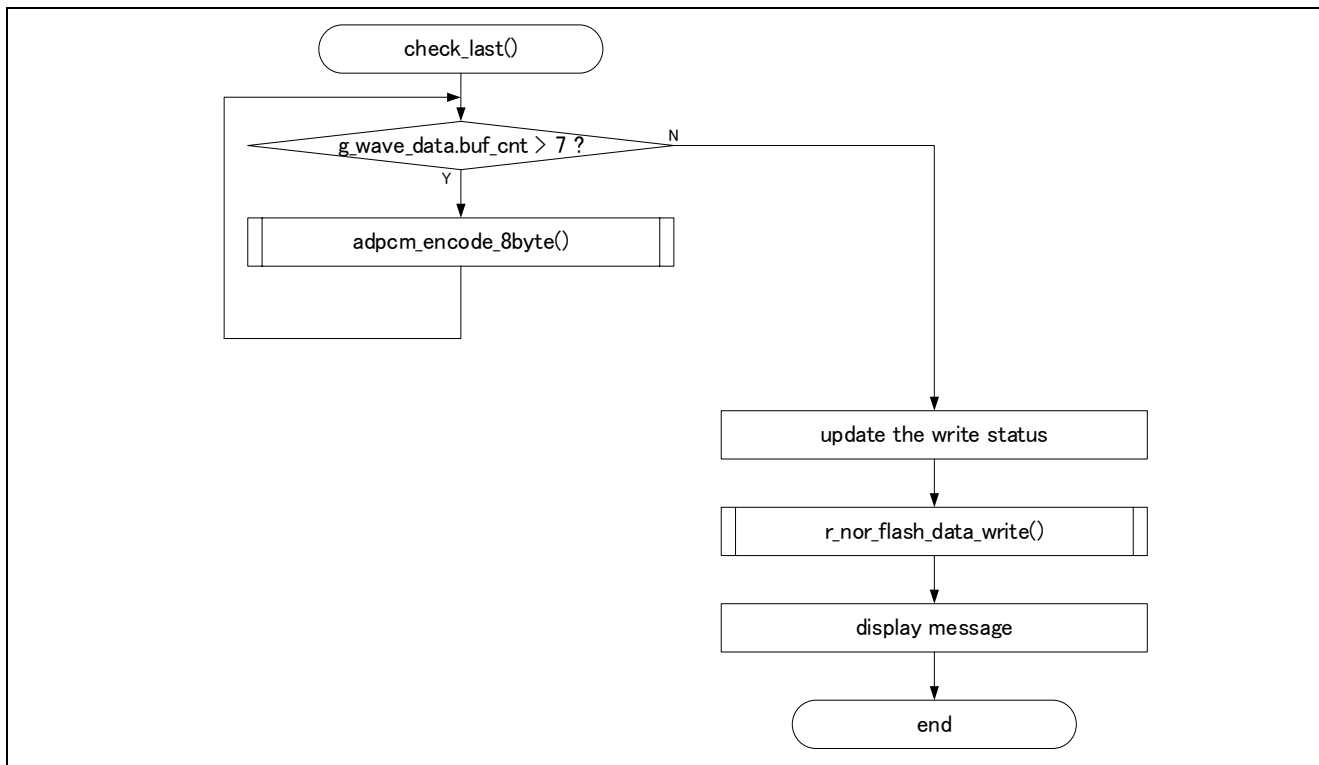 check_last()
g_wave_data.buf_cnt > 7 ?
N
Y
adpcm_encode_8byte()
update the write status
r_nor_flash_data_write()
display message
end